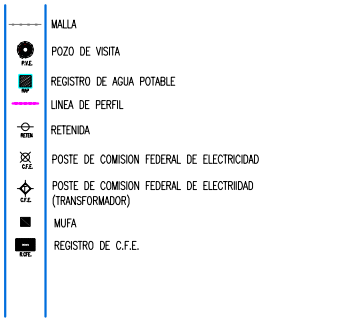 MALLA
POZO DE VISITA
P.V.E.
REGISTRO DE AGUA POTABLE
RAP
LINEA DE PERFIL
RETENIDA
RETEN
POSTE DE COMISION FEDERAL DE ELECTRICIDAD
C.F.E.
POSTE DE COMISION FEDERAL DE ELECTRIIDAD
(TRANSFORMADOR)
C.F.E.
MUFA
REGISTRO DE C.F.E.
R.CFE.